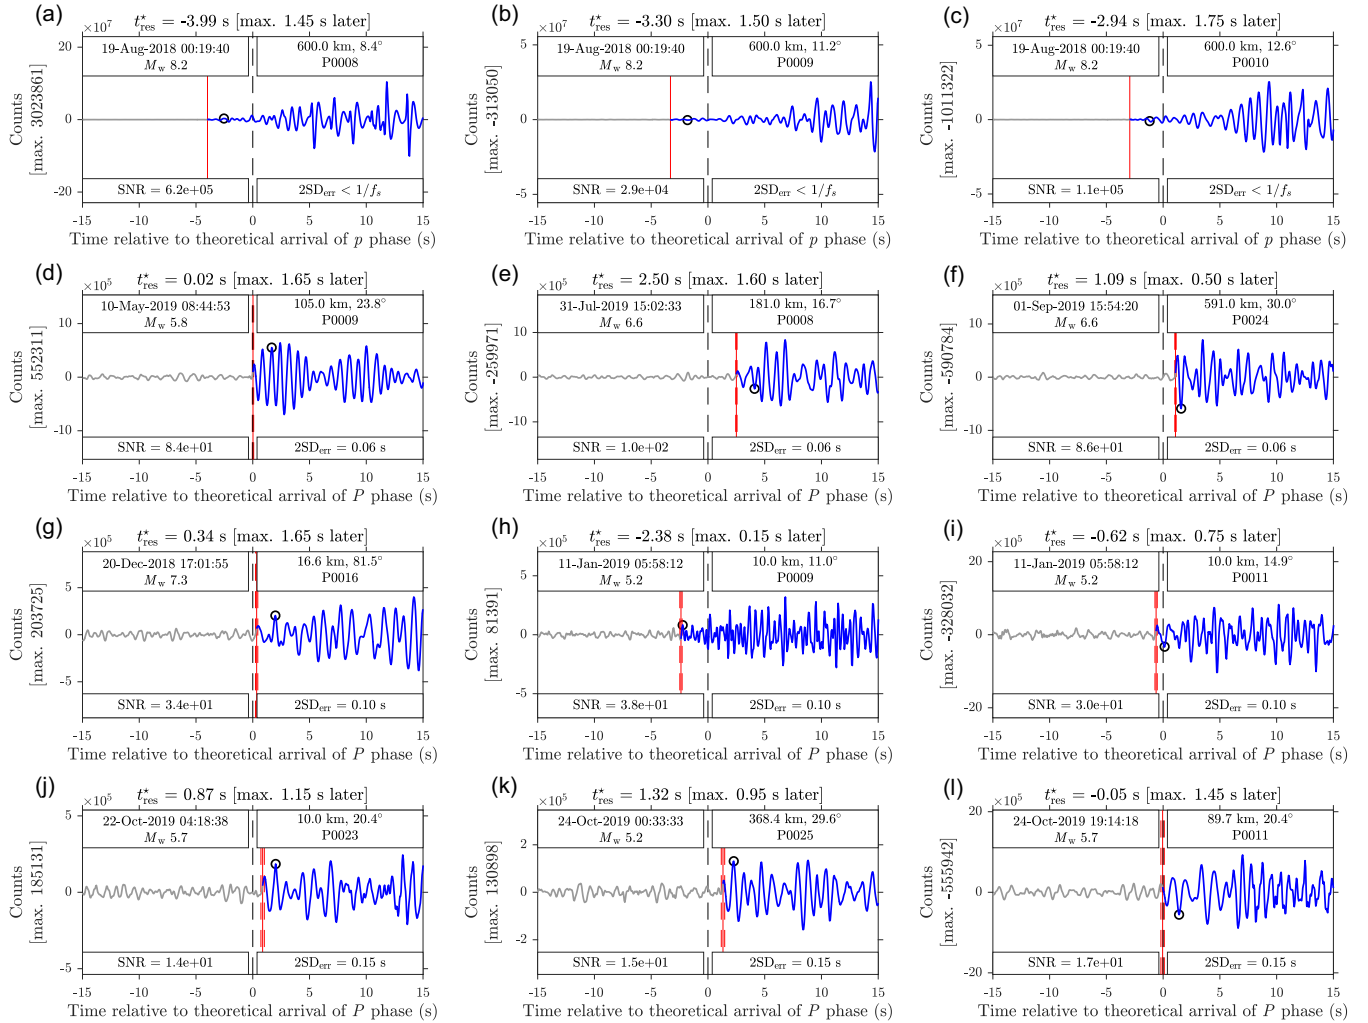 (a)
t*res = -3.99 s [max. 1.45 s later]
×10⁷
19-Aug-2018 00:19:40
Mw 8.2
600.0 km, 8.4°
P0008
20
0
-20
Counts
[max. 3023861]
SNR = 6.2e+05
2SDerr < 1/fs
-15 -10 -5 0 5 10 15
Time relative to theoretical arrival of p phase (s)
(b)
t*res = -3.30 s [max. 1.50 s later]
×10⁷
19-Aug-2018 00:19:40
Mw 8.2
600.0 km, 11.2°
P0009
5
0
-5
Counts
[max. -313050]
SNR = 2.9e+04
2SDerr < 1/fs
-15 -10 -5 0 5 10 15
Time relative to theoretical arrival of p phase (s)
(c)
t*res = -2.94 s [max. 1.75 s later]
×10⁷
19-Aug-2018 00:19:40
Mw 8.2
600.0 km, 12.6°
P0010
5
0
-5
Counts
[max. -1011322]
SNR = 1.1e+05
2SDerr < 1/fs
-15 -10 -5 0 5 10 15
Time relative to theoretical arrival of p phase (s)
(d)
t*res = 0.02 s [max. 1.65 s later]
×10⁵
10-May-2019 08:44:53
Mw 5.8
105.0 km, 23.8°
P0009
10
0
-10
Counts
[max. 552311]
SNR = 8.4e+01
2SDerr = 0.06 s
-15 -10 -5 0 5 10 15
Time relative to theoretical arrival of P phase (s)
(e)
t*res = 2.50 s [max. 1.60 s later]
×10⁵
31-Jul-2019 15:02:33
Mw 6.6
181.0 km, 16.7°
P0008
10
0
-10
Counts
[max. -259971]
SNR = 1.0e+02
2SDerr = 0.06 s
-15 -10 -5 0 5 10 15
Time relative to theoretical arrival of P phase (s)
(f)
t*res = 1.09 s [max. 0.50 s later]
×10⁵
01-Sep-2019 15:54:20
Mw 6.6
591.0 km, 30.0°
P0024
10
0
-10
Counts
[max. -590784]
SNR = 8.6e+01
2SDerr = 0.06 s
-15 -10 -5 0 5 10 15
Time relative to theoretical arrival of P phase (s)
(g)
t*res = 0.34 s [max. 1.65 s later]
×10⁵
20-Dec-2018 17:01:55
Mw 7.3
16.6 km, 81.5°
P0016
5
0
-5
Counts
[max. 203725]
SNR = 3.4e+01
2SDerr = 0.10 s
-15 -10 -5 0 5 10 15
Time relative to theoretical arrival of P phase (s)
(h)
t*res = -2.38 s [max. 0.15 s later]
×10⁵
11-Jan-2019 05:58:12
Mw 5.2
10.0 km, 11.0°
P0009
5
0
-5
Counts
[max. 81391]
SNR = 3.8e+01
2SDerr = 0.10 s
-15 -10 -5 0 5 10 15
Time relative to theoretical arrival of P phase (s)
(i)
t*res = -0.62 s [max. 0.75 s later]
×10⁵
11-Jan-2019 05:58:12
Mw 5.2
10.0 km, 14.9°
P0011
20
0
-20
Counts
[max. -328032]
SNR = 3.0e+01
2SDerr = 0.10 s
-15 -10 -5 0 5 10 15
Time relative to theoretical arrival of P phase (s)
(j)
t*res = 0.87 s [max. 1.15 s later]
×10⁵
22-Oct-2019 04:18:38
Mw 5.7
10.0 km, 20.4°
P0023
5
0
-5
Counts
[max. 185131]
SNR = 1.4e+01
2SDerr = 0.15 s
-15 -10 -5 0 5 10 15
Time relative to theoretical arrival of P phase (s)
(k)
t*res = 1.32 s [max. 0.95 s later]
×10⁵
24-Oct-2019 00:33:33
Mw 5.2
368.4 km, 29.6°
P0025
2
0
-2
Counts
[max. 130898]
SNR = 1.5e+01
2SDerr = 0.15 s
-15 -10 -5 0 5 10 15
Time relative to theoretical arrival of P phase (s)
(l)
t*res = -0.05 s [max. 1.45 s later]
×10⁵
24-Oct-2019 19:14:18
Mw 5.7
89.7 km, 20.4°
P0011
20
0
-20
Counts
[max. -555942]
SNR = 1.7e+01
2SDerr = 0.15 s
-15 -10 -5 0 5 10 15
Time relative to theoretical arrival of P phase (s)